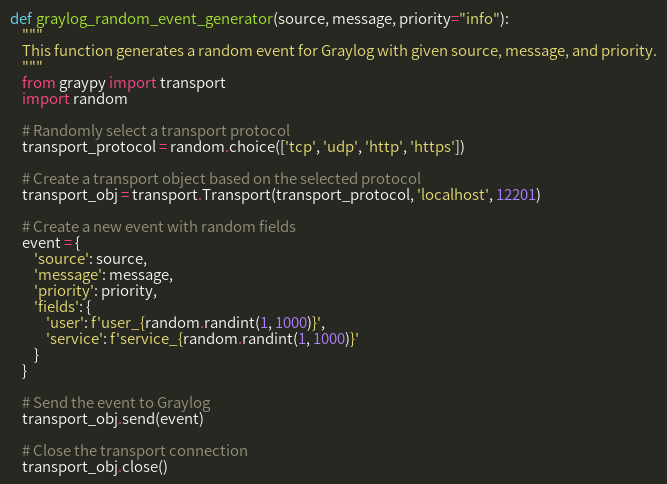 def graylog_random_event_generator(source, message, priority="info"):
    """
    This function generates a random event for Graylog with given source, message, and priority.
    """
    from graypy import transport
    import random

    # Randomly select a transport protocol
    transport_protocol = random.choice(['tcp', 'udp', 'http', 'https'])

    # Create a transport object based on the selected protocol
    transport_obj = transport.Transport(transport_protocol, 'localhost', 12201)

    # Create a new event with random fields
    event = {
        'source': source,
        'message': message,
        'priority': priority,
        'fields': {
            'user': f'user_{random.randint(1, 1000)}',
            'service': f'service_{random.randint(1, 1000)}'
        }
    }

    # Send the event to Graylog
    transport_obj.send(event)

    # Close the transport connection
    transport_obj.close()